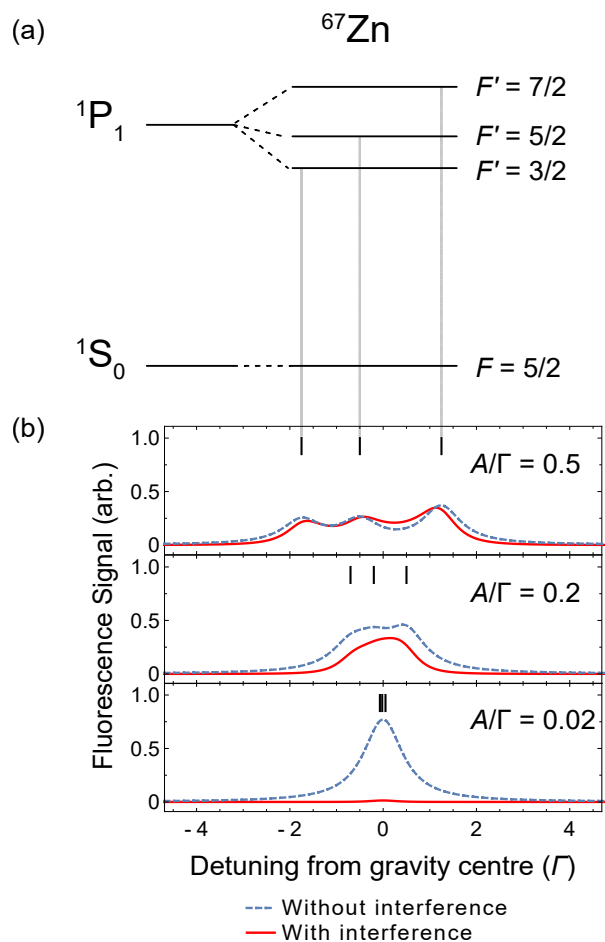 (a)
⁶⁷Zn
F' = 7/2
¹P₁
F' = 5/2
F' = 3/2
¹S₀
F = 5/2
(b)
1.0
A/Γ = 0.5
0.5
0
1.0
A/Γ = 0.2
0.5
0
1.0
A/Γ = 0.02
0.5
0
Fluorescence Signal (arb.)
- 4 - 2 0 2 4
Detuning from gravity centre (Γ)
Without interference
With interference